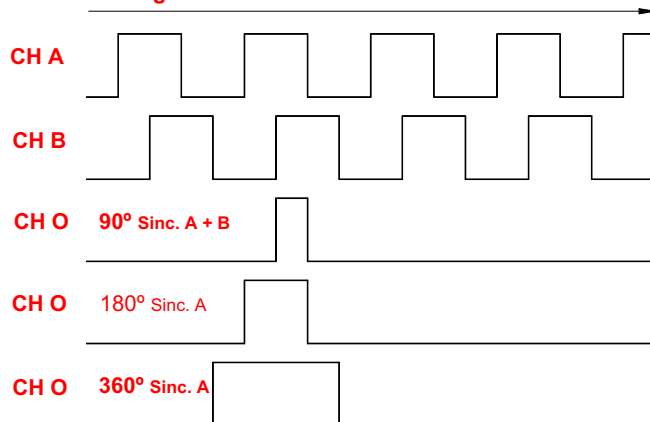 CH A
CH B
CH O 90º Sinc. A + B
CH O 180º Sinc. A
CH O 360º Sinc. A